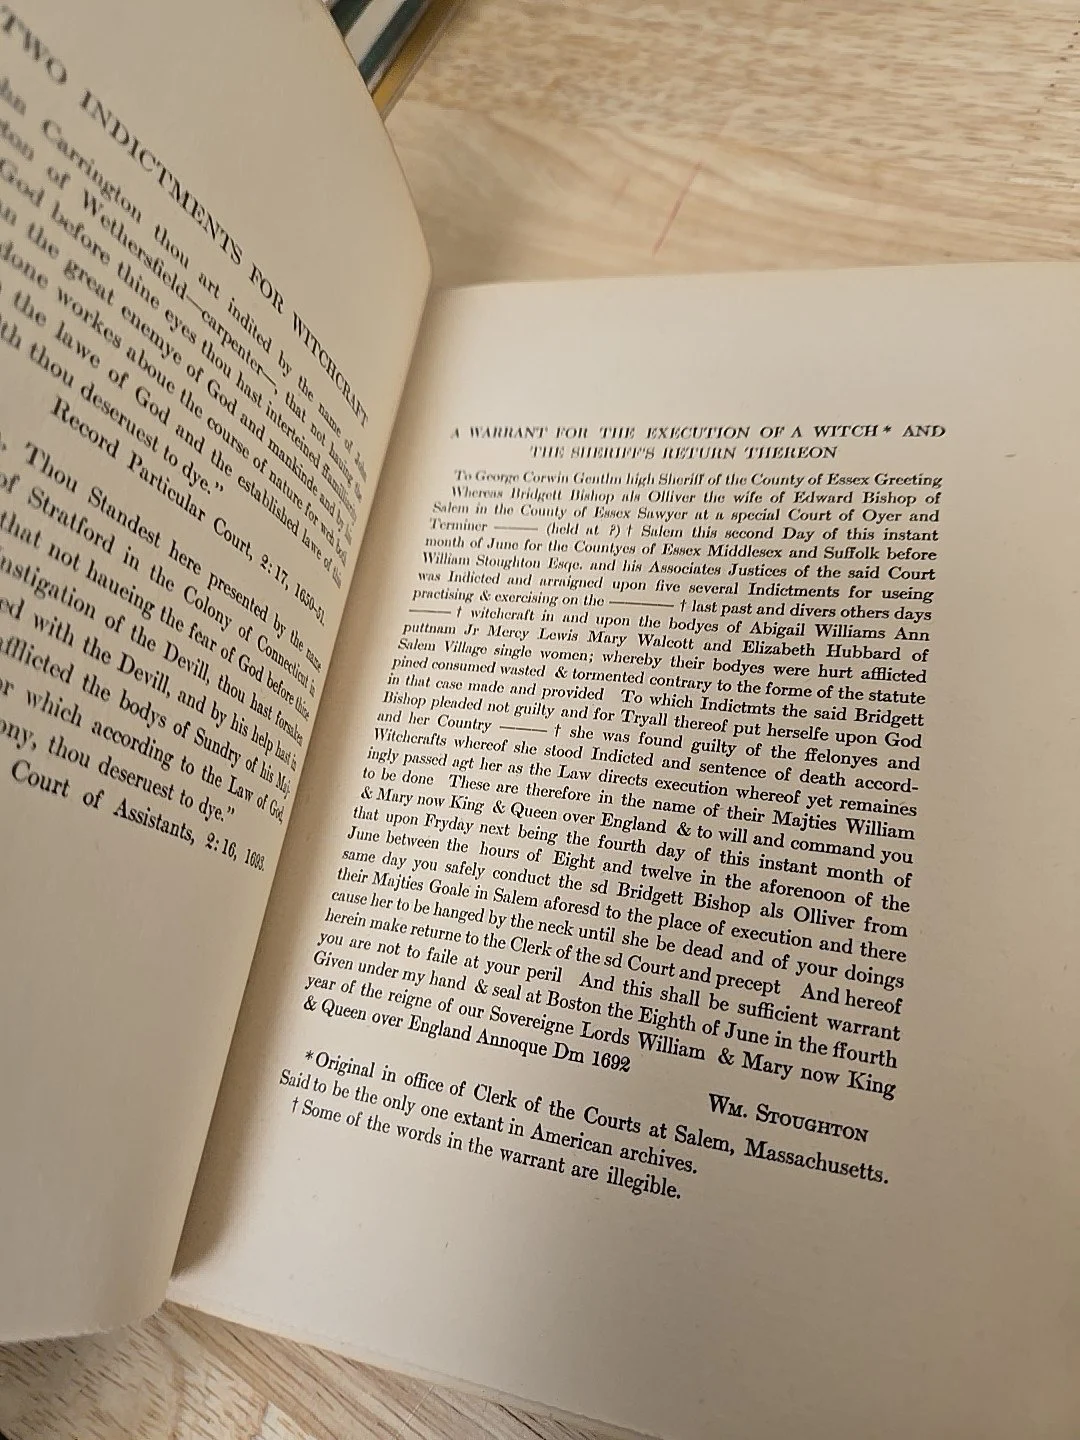 TWO INDICTMENTS FOR WITCHCRAFT
Carrington thou art indited by the name of John
of Wethersfield—carpenter—, that not hauing the
God before thine eyes thou hast interteined ffamilliarity
the great enemye of God and mankinde and by his
done workes aboue the course of nature for wch both
the lawe of God and the established lawe of this
thou deseruest to dye."
Record Particular Court, 2: 17, 1650-51.
Thou Standest here presented by the name
of Stratford in the Colony of Connecticut in
that not haueing the fear of God before thine
Instigation of the Devill, thou hast forsaken
with the Devill, and by his help hast in
afflicted the bodys of Sundry of his Maj-
for which according to the Law of God,
thou deseruest to dye."
Court of Assistants, 2: 16, 1693.
A WARRANT FOR THE EXECUTION OF A WITCH* AND
THE SHERIFF'S RETURN THEREON
To George Corwin Gentlm high Sheriff of the County of Essex Greeting
Whereas Bridgett Bishop als Olliver the wife of Edward Bishop of
Salem in the County of Essex Sawyer at a special Court of Oyer and
Terminer —— (held at ?) † Salem this second Day of this instant
month of June for the Countyes of Essex Middlesex and Suffolk before
William Stoughton Esqe. and his Associates Justices of the said Court
was Indicted and arraigned upon five several Indictments for useing
practising & exercising on the ——— † last past and divers others days
—— † witchcraft in and upon the bodyes of Abigail Williams Ann
puttnam Jr Mercy Lewis Mary Walcott and Elizabeth Hubbard of
Salem Village single women; whereby their bodyes were hurt afflicted
pined consumed wasted & tormented contrary to the forme of the statute
in that case made and provided To which Indictmts the said Bridgett
Bishop pleaded not guilty and for Tryall thereof put herselfe upon God
and her Country —— † she was found guilty of the ffelonyes and
Witchcrafts whereof she stood Indicted and sentence of death accord-
ingly passed agt her as the Law directs execution whereof yet remaines
to be done These are therefore in the name of their Majties William
& Mary now King & Queen over England & to will and command you
that upon Fryday next being the fourth day of this instant month of
June between the hours of Eight and twelve in the aforenoon of the
same day you safely conduct the sd Bridgett Bishop als Olliver from
their Majties Goale in Salem aforesd to the place of execution and there
cause her to be hanged by the neck until she be dead and of your doings
herein make returne to the Clerk of the sd Court and precept And hereof
you are not to faile at your peril And this shall be sufficient warrant
Given under my hand & seal at Boston the Eighth of June in the ffourth
year of the reigne of our Sovereigne Lords William & Mary now King
& Queen over England Annoque Dm 1692
WM. STOUGHTON
*Original in office of Clerk of the Courts at Salem, Massachusetts.
Said to be the only one extant in American archives.
† Some of the words in the warrant are illegible.